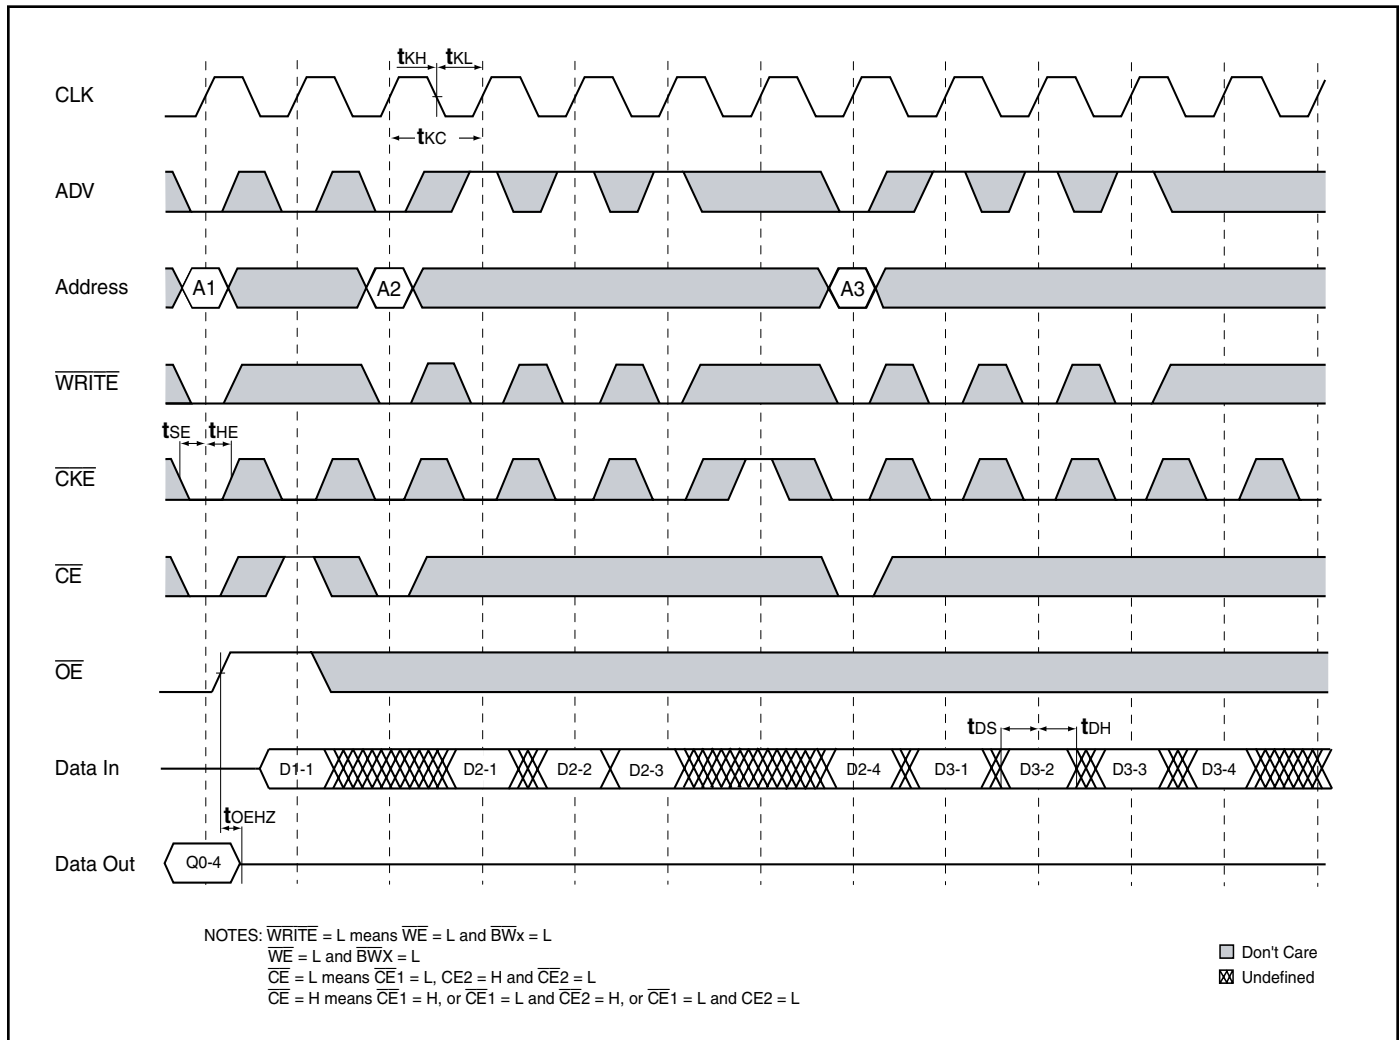 tKH tKL
CLK
tKC
ADV
Address A1 A2 A3
WRITE
tSE tHE
CKE
CE
OE
tDS tDH
Data In D1-1 D2-1 D2-2 D2-3 D2-4 D3-1 D3-2 D3-3 D3-4
tOEHZ
Data Out Q0-4
NOTES: WRITE = L means WE = L and BWx = L
WE = L and BWX = L
CE = L means CE1 = L, CE2 = H and CE2 = L
CE = H means CE1 = H, or CE1 = L and CE2 = H, or CE1 = L and CE2 = L
Don't Care
Undefined